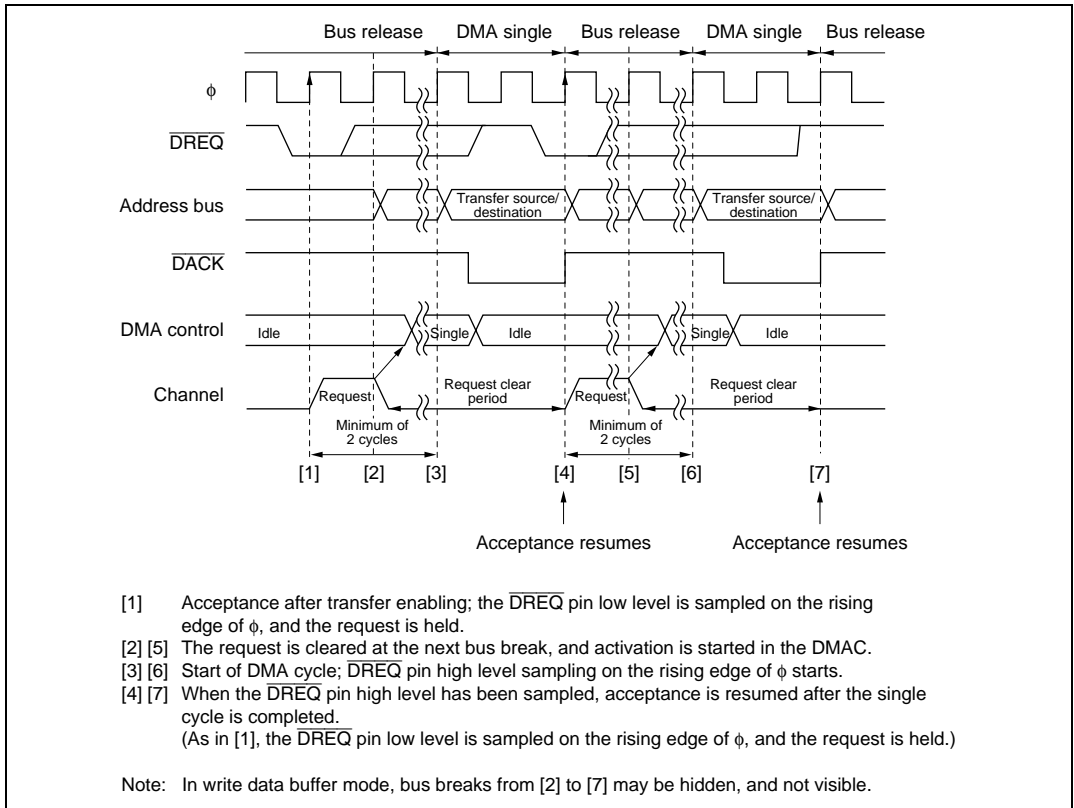 Bus release DMA single Bus release DMA single Bus release
φ
DREQ
Address bus
Transfer source/
destination
Transfer source/
destination
DACK
DMA control
Idle
Single
Idle
Single
Idle
Channel
Request
Request clear
period
Request
Request clear
period
Minimum of
2 cycles
Minimum of
2 cycles
[1] [2] [3] [4] [5] [6] [7]
Acceptance resumes Acceptance resumes
[1] Acceptance after transfer enabling; the DREQ pin low level is sampled on the rising
edge of φ, and the request is held.
[2] [5] The request is cleared at the next bus break, and activation is started in the DMAC.
[3] [6] Start of DMA cycle; DREQ pin high level sampling on the rising edge of φ starts.
[4] [7] When the DREQ pin high level has been sampled, acceptance is resumed after the single
cycle is completed.
(As in [1], the DREQ pin low level is sampled on the rising edge of φ, and the request is held.)
Note: In write data buffer mode, bus breaks from [2] to [7] may be hidden, and not visible.